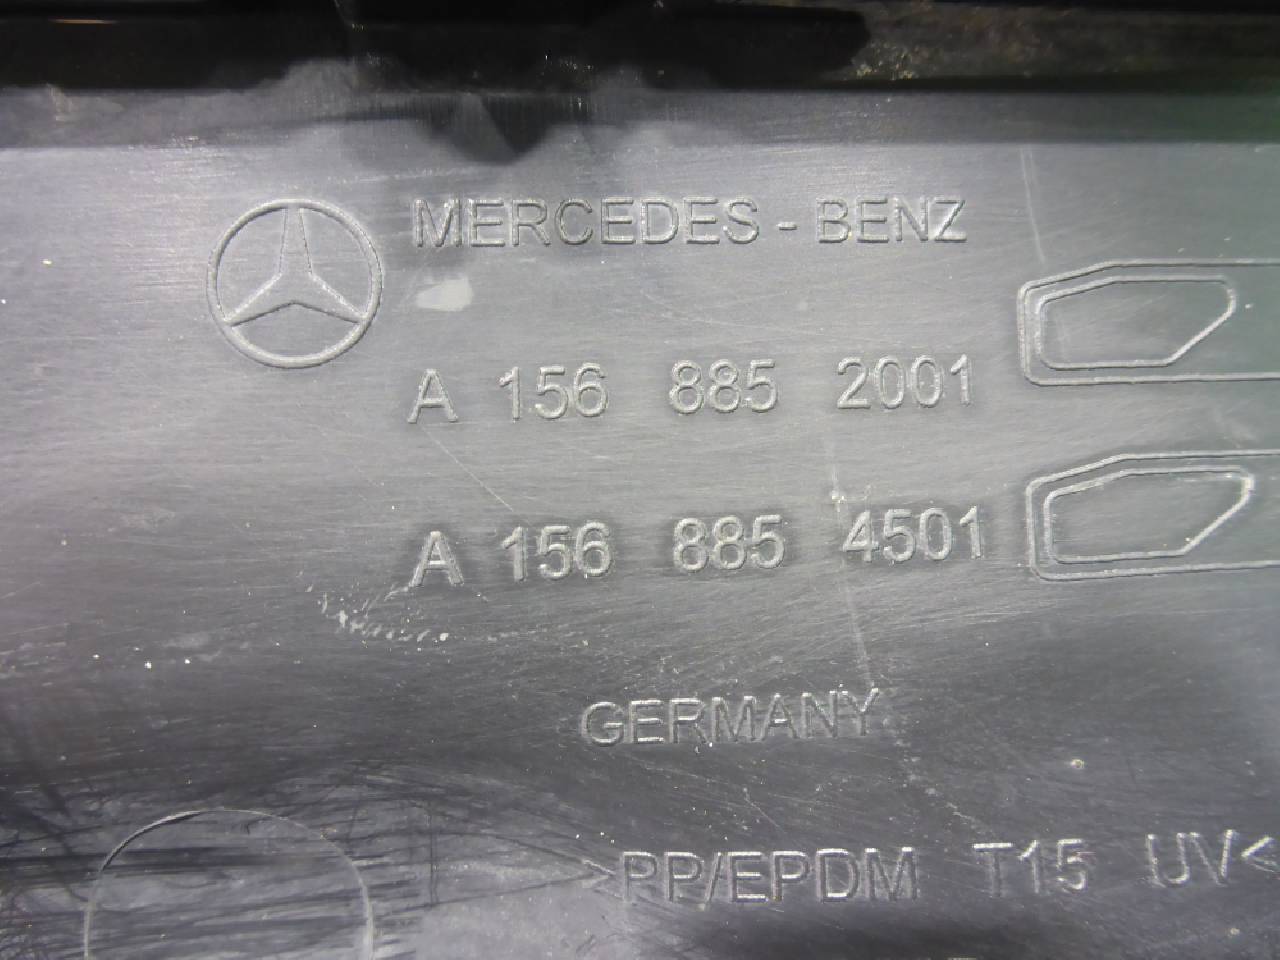 MERCEDES - BENZ
A 156 885 2001
A 156 885 4501
GERMANY
>PP/EPDM T15 UV<